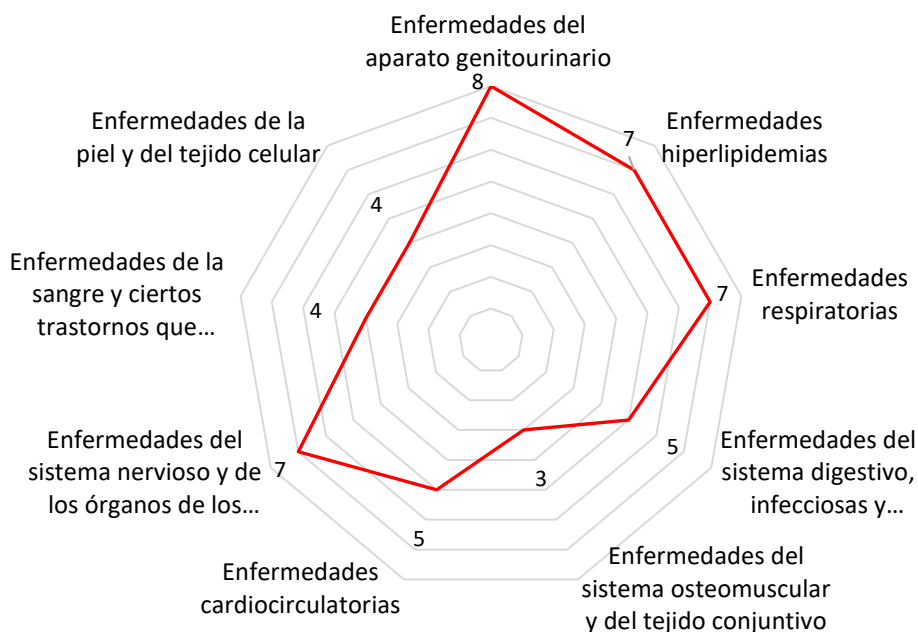 Enfermedades del
aparato genitourinario
8
Enfermedades
hiperlipidemias
7
Enfermedades
respiratorias
7
Enfermedades del
sistema digestivo,
infecciosas y...
5
Enfermedades del
sistema osteomuscular
y del tejido conjuntivo
3
Enfermedades
cardiocirculatorias
5
Enfermedades del
sistema nervioso y de
los órganos de los...
7
Enfermedades de la
sangre y ciertos
trastornos que...
4
Enfermedades de la
piel y del tejido celular
4